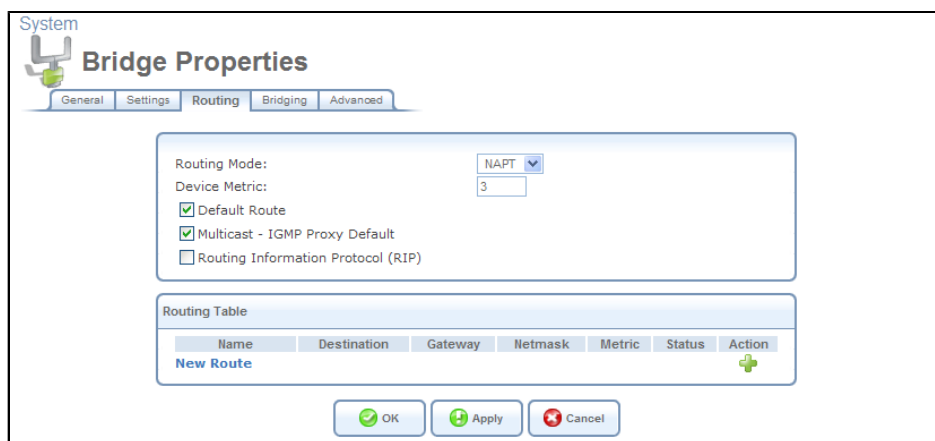 System
Bridge Properties
General Settings Routing Bridging Advanced
Routing Mode: NAPT
Device Metric: 3
Default Route
Multicast - IGMP Proxy Default
Routing Information Protocol (RIP)
Routing Table
Name Destination Gateway Netmask Metric Status Action
New Route
OK Apply Cancel